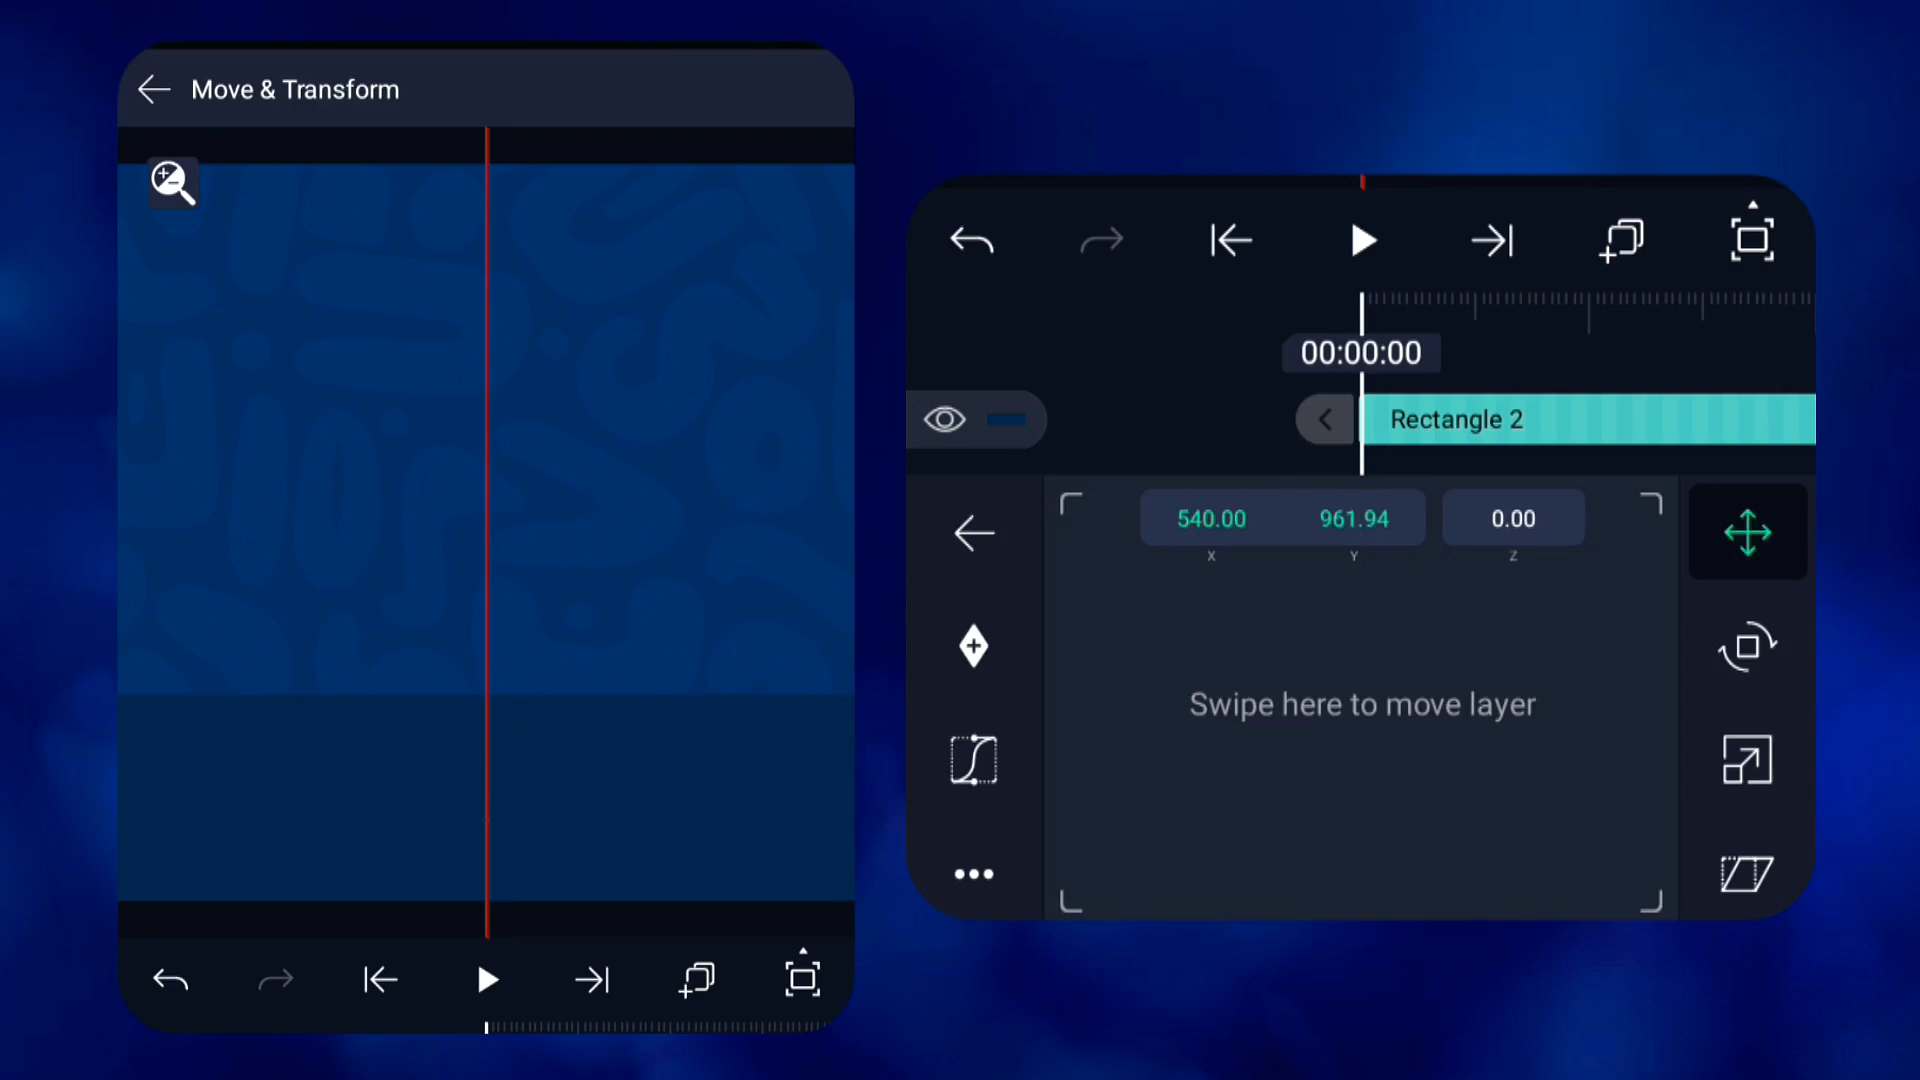 Move & Transform
00:00:00
Rectangle 2
540.00 961.94 0.00
X Y Z
Swipe here to move layer